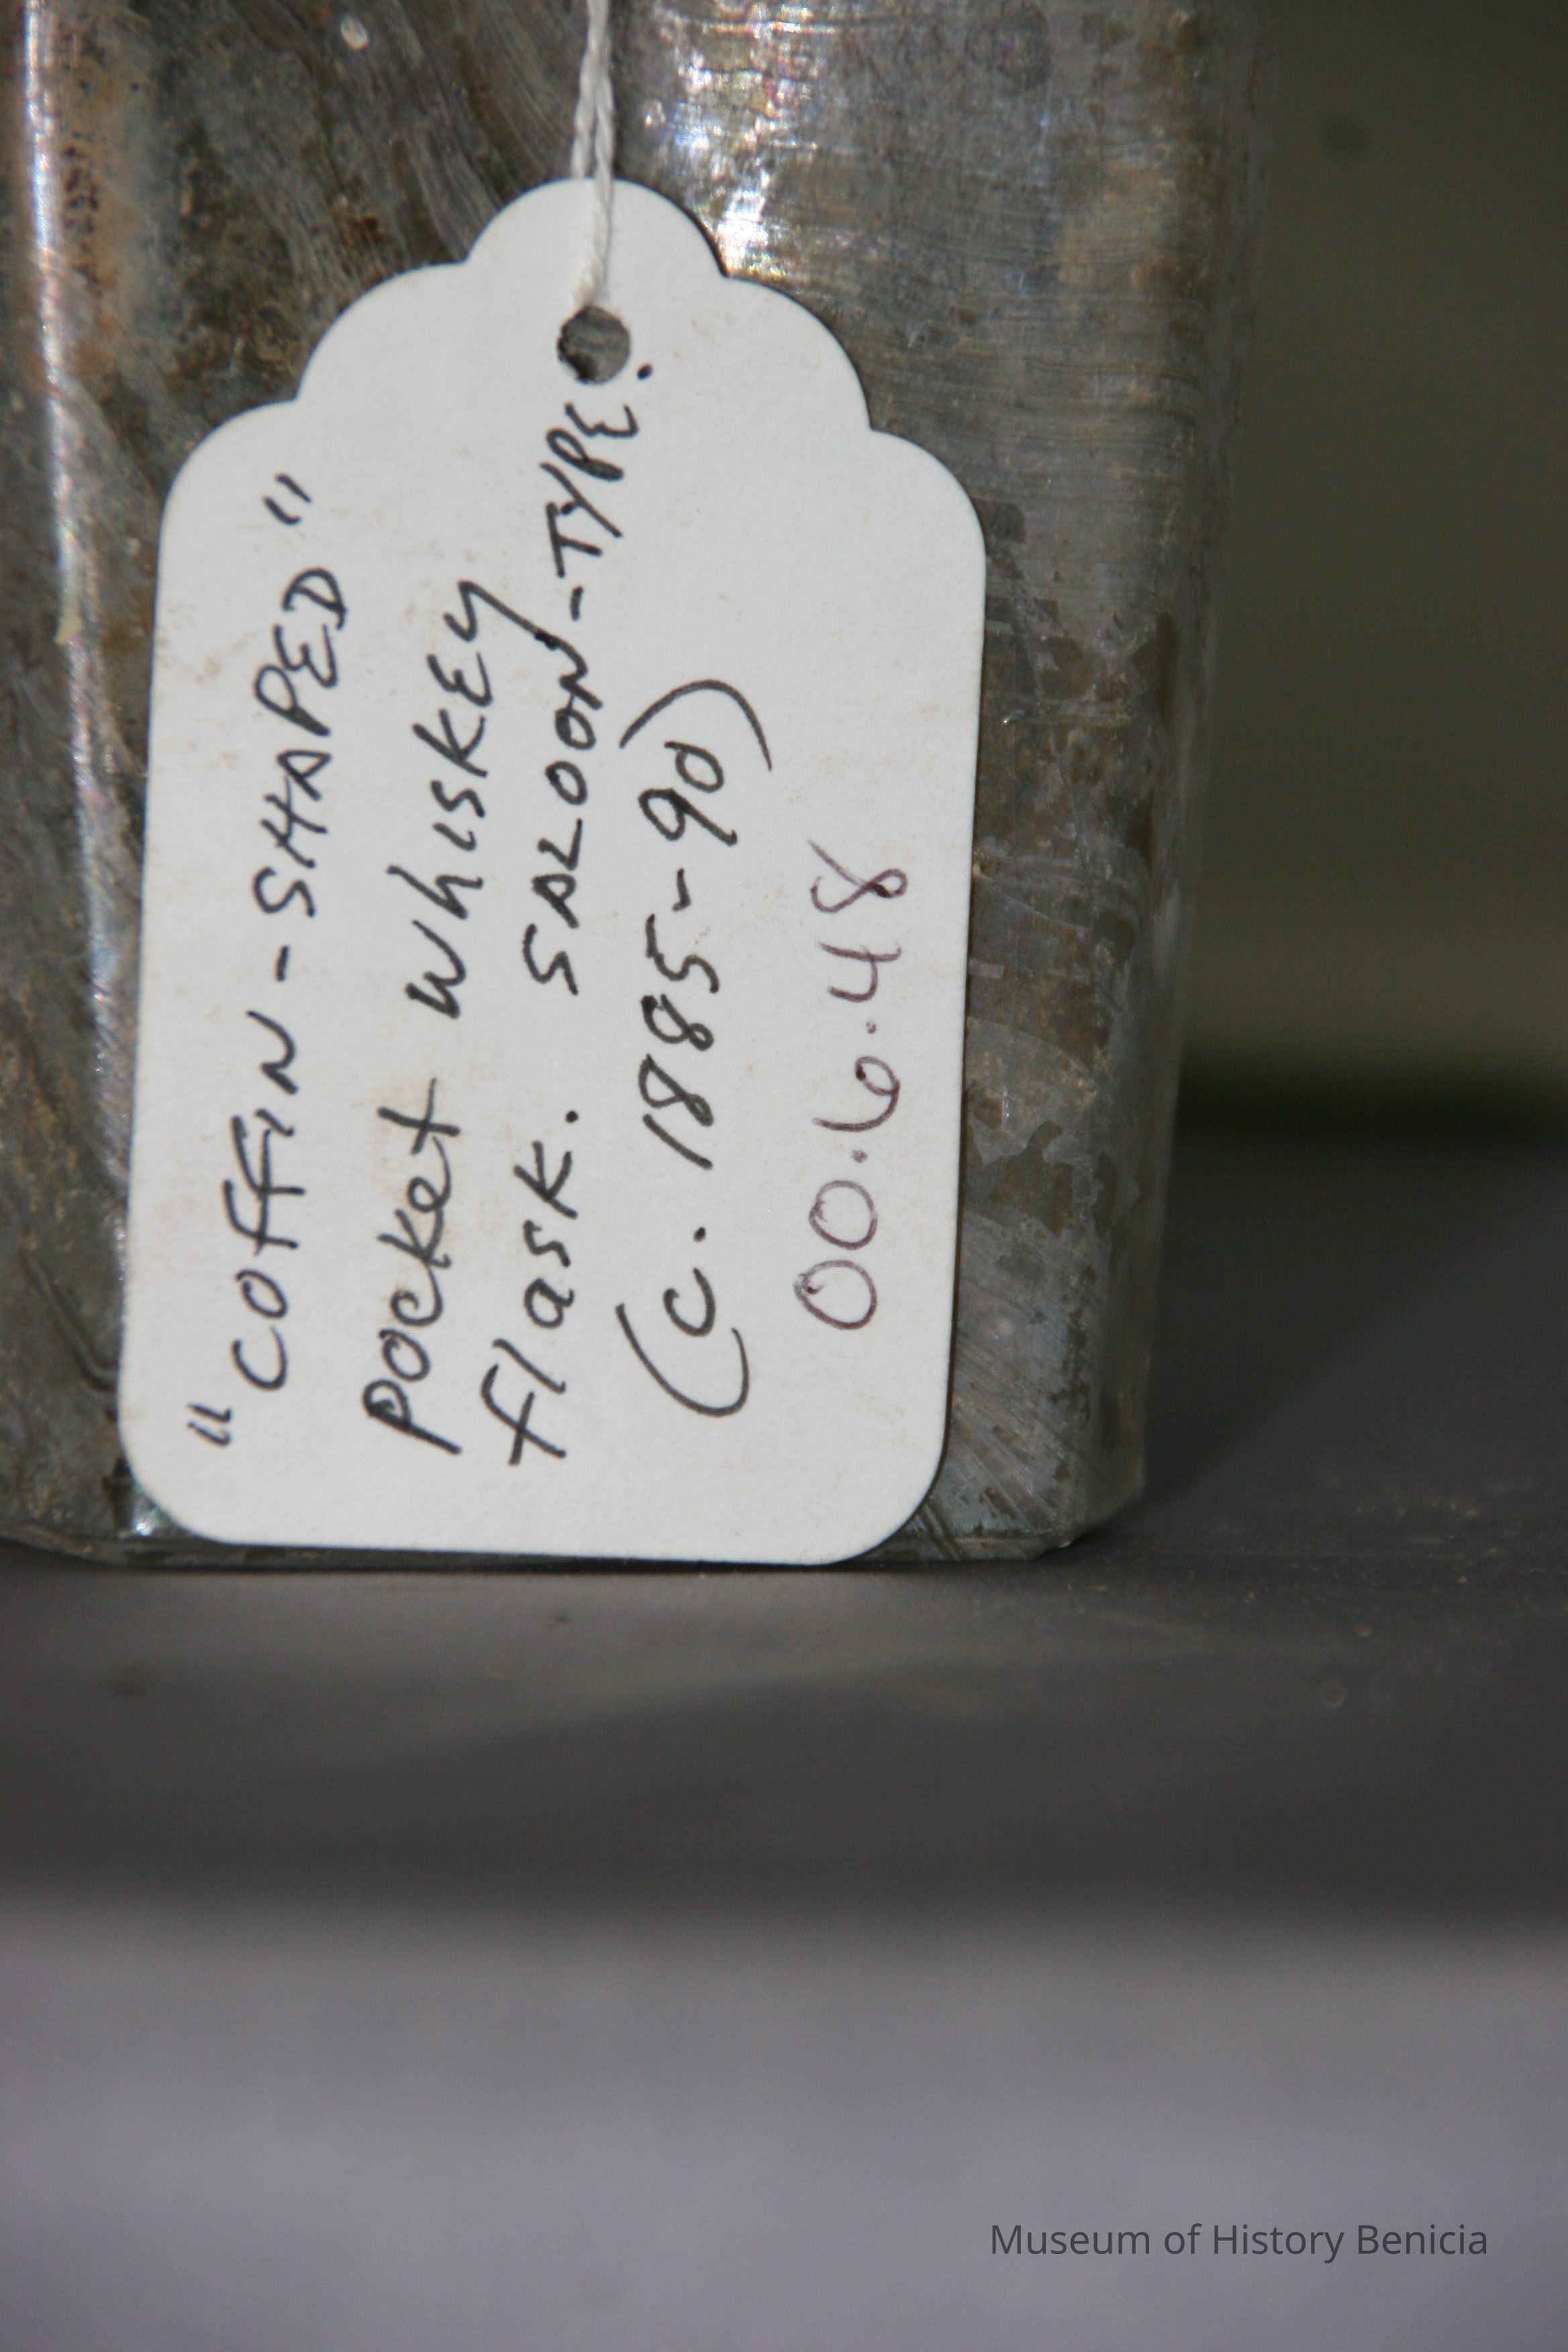 "COFFIN-SHAPED"
Pocket Whiskey
flask. SALOON-TYPE.
(c. 1885-90)
00.6.48
Museum of History Benicia